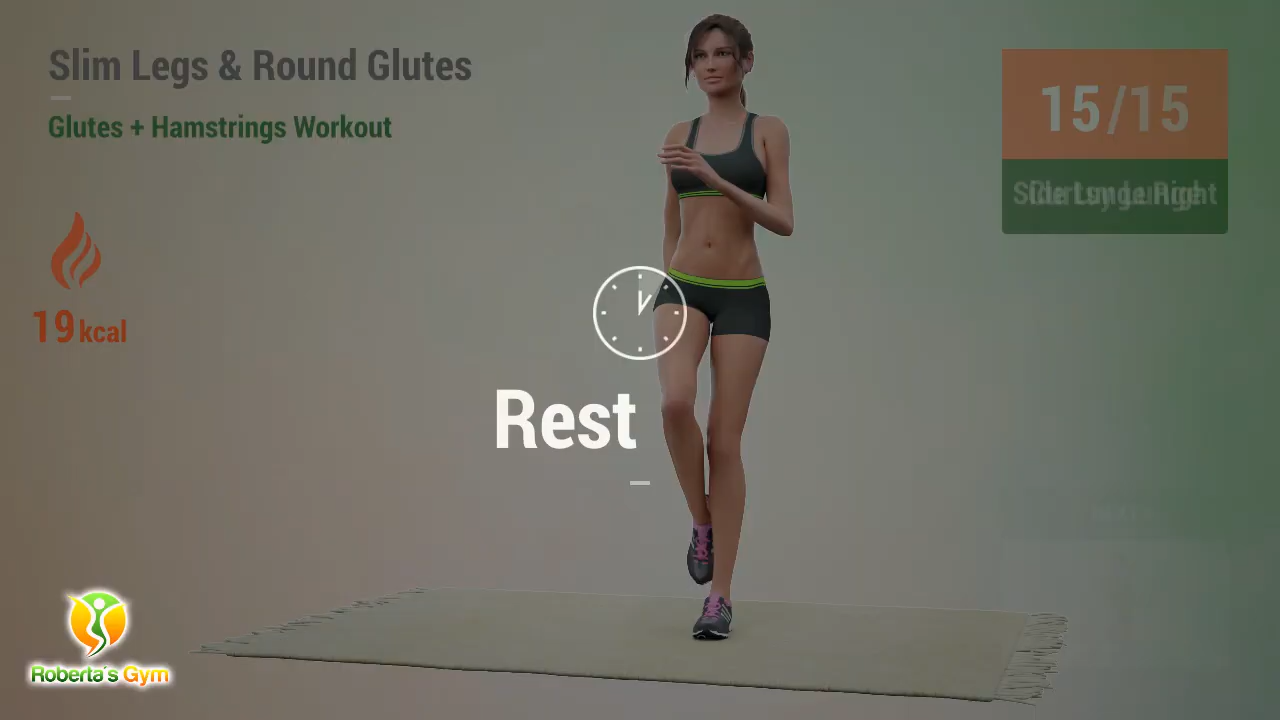 Slim Legs & Round Glutes
Glutes + Hamstrings Workout
15/15
19 kcal
Rest
Roberta's Gym